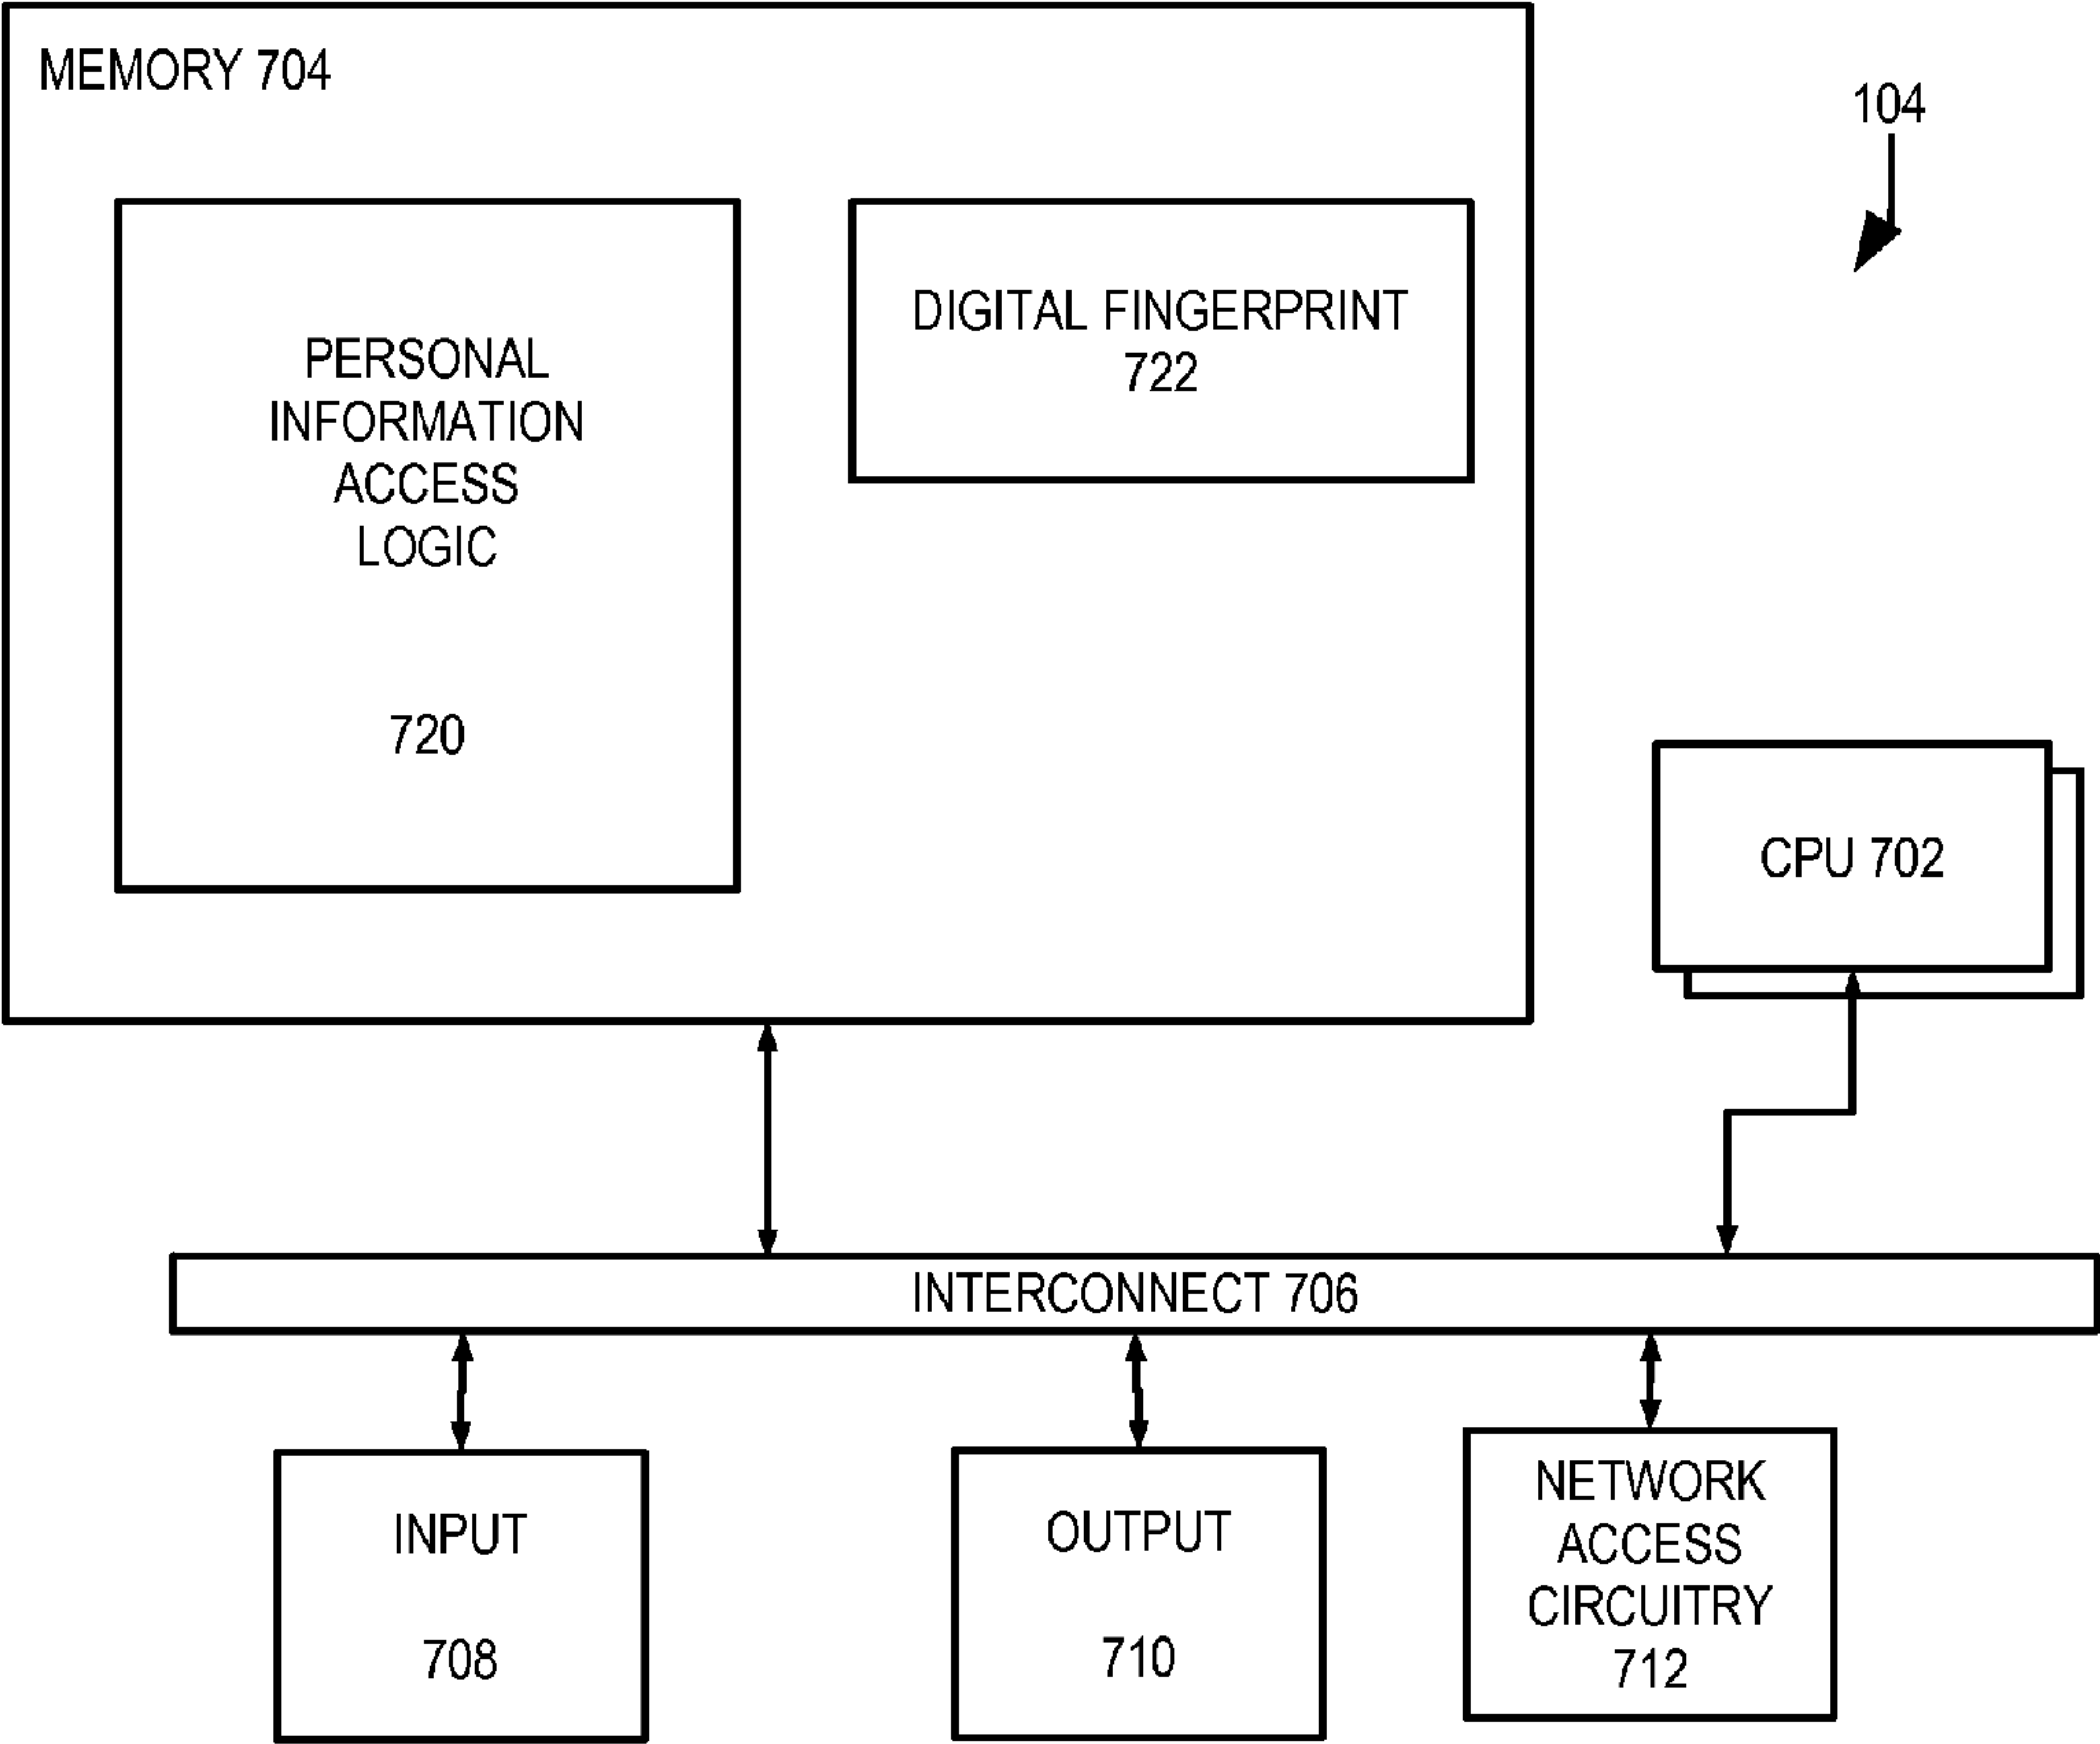 MEMORY 704
104
PERSONAL
INFORMATION
ACCESS
LOGIC
720
DIGITAL FINGERPRINT
722
CPU 702
INTERCONNECT 706
INPUT
708
OUTPUT
710
NETWORK
ACCESS
CIRCUITRY
712